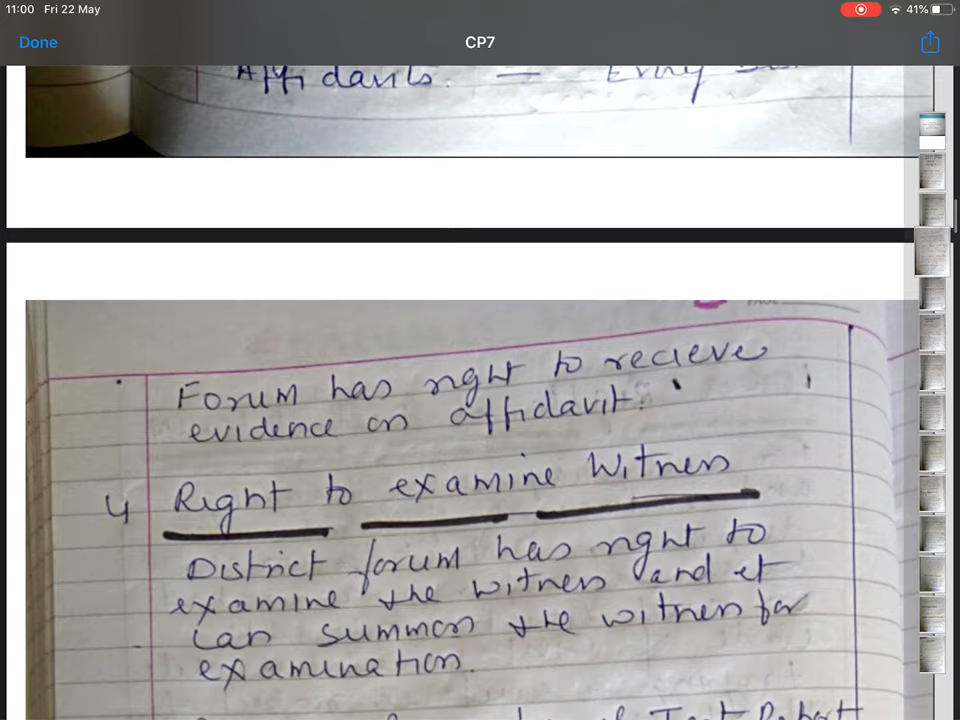 11:00 Fri 22 May
41%
Done
CP7
Affidavits. —
Forum has right to recieve
evidence on affidavit.
4 Right to examine Witness
District forum has right to
examine the witness and it
can summon the witness for
examination.